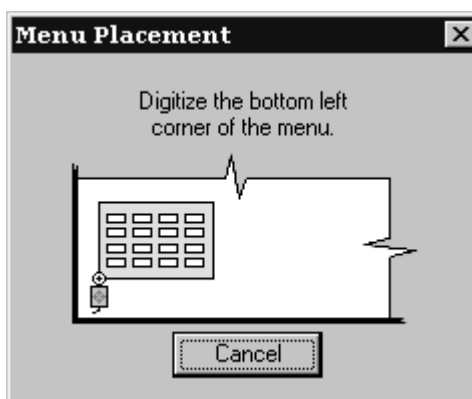 Menu Placement
Digitize the bottom left
corner of the menu.
Cancel